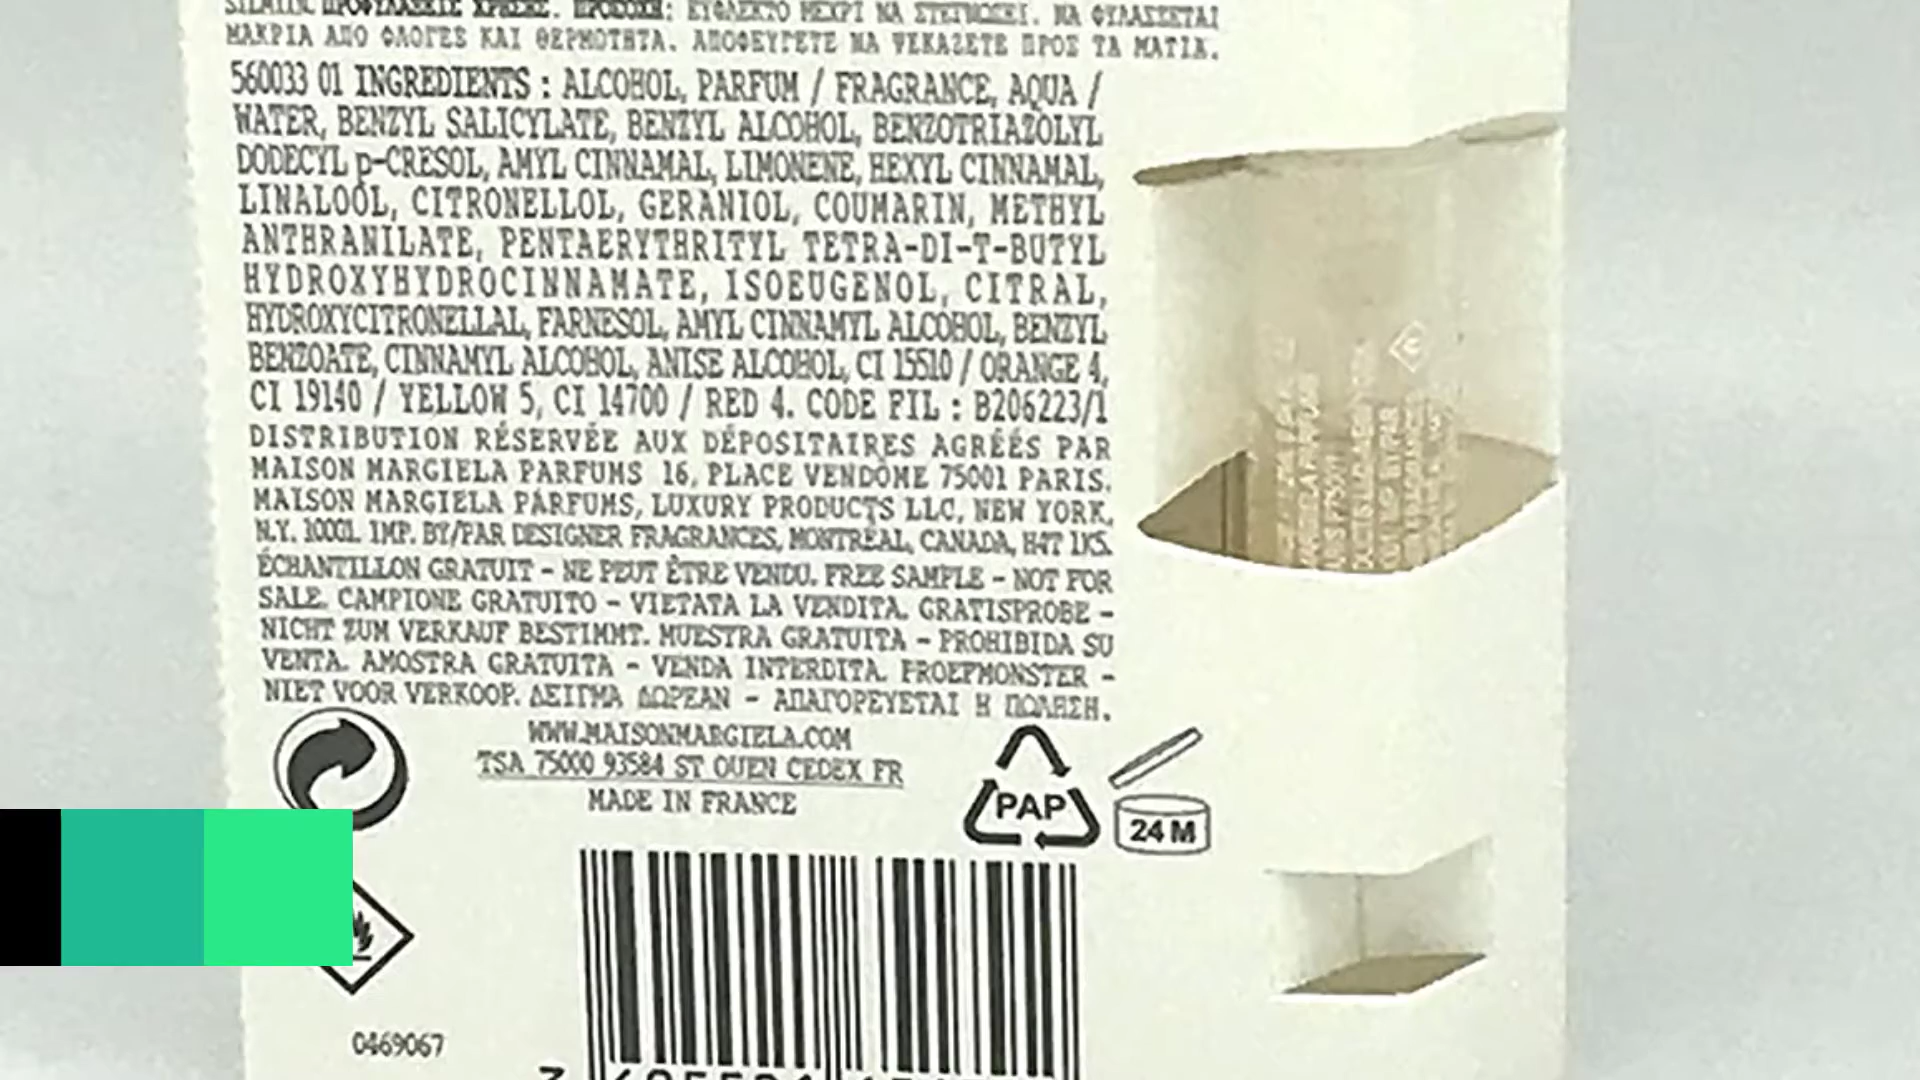 ΜΑΚΡΙΑ ΑΠΟ ΦΛΟΓΕΣ ΚΑΙ ΘΕΡΜΟΤΗΤΑ. ΑΠΟΦΕΥΓΕΤΕ ΝΑ ΨΕΚΑΖΕΤΕ ΠΡΟΣ ΤΑ ΜΑΤΙΑ.
560033 01 INGREDIENTS : ALCOHOL, PARFUM / FRAGRANCE, AQUA /
WATER, BENZYL SALICYLATE, BENZYL ALCOHOL, BENZOTRIAZOLYL
DODECYL p-CRESOL, AMYL CINNAMAL, LIMONENE, HEXYL CINNAMAL,
LINALOOL, CITRONELLOL, GERANIOL, COUMARIN, METHYL
ANTHRANILATE, PENTAERYTHRITYL TETRA-DI-T-BUTYL
HYDROXYHYDROCINNAMATE, ISOEUGENOL, CITRAL,
HYDROXYCITRONELLAL, FARNESOL, AMYL CINNAMYL ALCOHOL, BENZYL
BENZOATE, CINNAMYL ALCOHOL, ANISE ALCOHOL, CI 15510 / ORANGE 4,
CI 19140 / YELLOW 5, CI 14700 / RED 4. CODE FIL : B206223/1
DISTRIBUTION RÉSERVÉE AUX DÉPOSITAIRES AGRÉÉS PAR
MAISON MARGIELA PARFUMS 16, PLACE VENDÔME 75001 PARIS.
MAISON MARGIELA PARFUMS, LUXURY PRODUCTS LLC, NEW YORK,
N.Y. 10001. IMP. BY/PAR DESIGNER FRAGRANCES, MONTRÉAL, CANADA, H4T 1K5.
ÉCHANTILLON GRATUIT - NE PEUT ÊTRE VENDU. FREE SAMPLE - NOT FOR
SALE. CAMPIONE GRATUITO - VIETATA LA VENDITA. GRATISPROBE -
NICHT ZUM VERKAUF BESTIMMT. MUESTRA GRATUITA - PROHIBIDA SU
VENTA. AMOSTRA GRATUITA - VENDA INTERDITA. PROEFMONSTER -
NIET VOOR VERKOOP. ΔΕΙΓΜΑ ΔΩΡΕΑΝ - ΑΠΑΓΟΡΕΥΕΤΑΙ Η ΠΩΛΗΣΗ.
WWW.MAISONMARGIELA.COM
TSA 75000 93584 ST OUEN CEDEX FR
MADE IN FRANCE
PAP
24 M
0469067